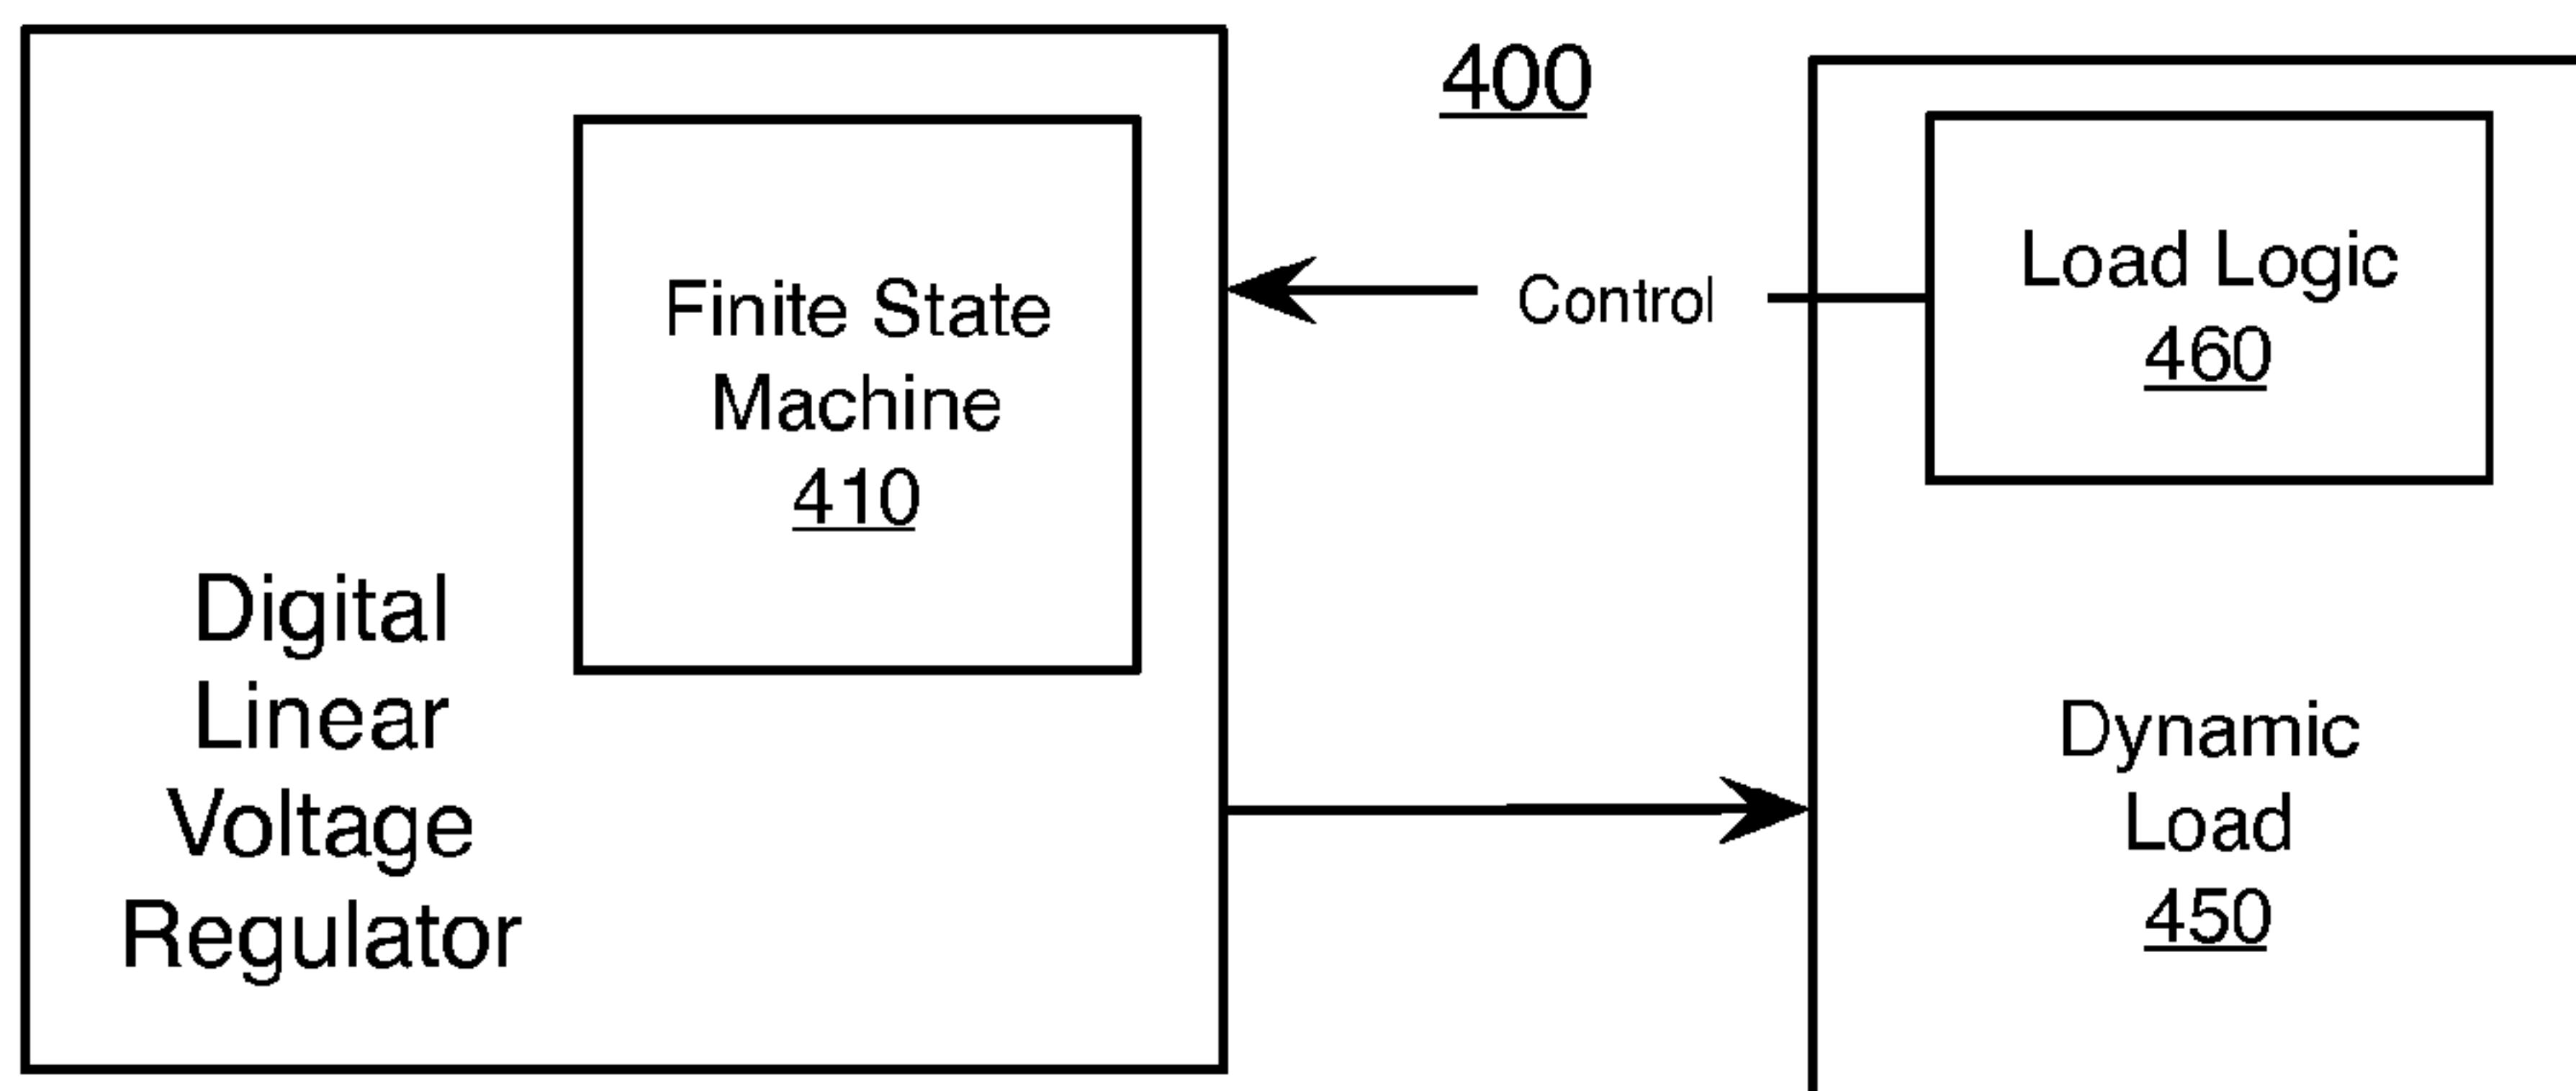 400
Finite State
Machine
410
Digital
Linear
Voltage
Regulator
Control
Load Logic
460
Dynamic
Load
450